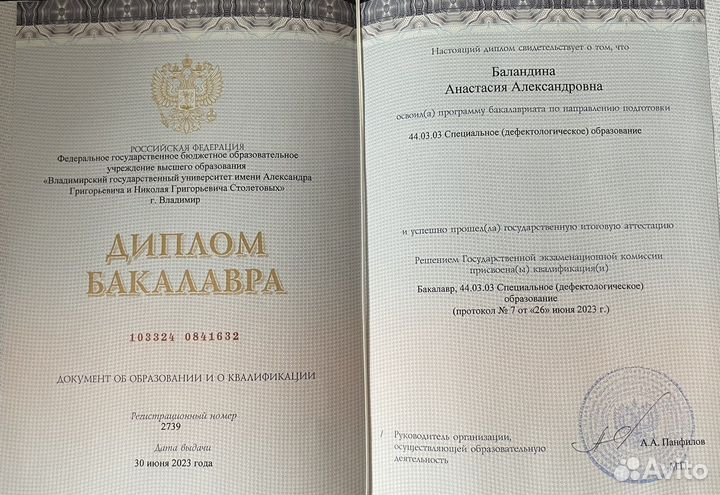 РОССИЙСКАЯ ФЕДЕРАЦИЯ
Федеральное государственное бюджетное образовательное
учреждение высшего образования
«Владимирский государственный университет имени Александра
Григорьевича и Николая Григорьевича Столетовых»
г. Владимир
ДИПЛОМ
БАКАЛАВРА
103324 0841632
ДОКУМЕНТ ОБ ОБРАЗОВАНИИ И О КВАЛИФИКАЦИИ
Регистрационный номер
2739
Дата выдачи
30 июня 2023 года
Настоящий диплом свидетельствует о том, что
Баландина
Анастасия Александровна
освоил(а) программу бакалавриата по направлению подготовки
44.03.03 Специальное (дефектологическое) образование
и успешно прошел(ла) государственную итоговую аттестацию
Решением Государственной экзаменационной комиссии
присвоена(ы) квалификация(и)
Бакалавр, 44.03.03 Специальное (дефектологическое)
образование
(протокол № 7 от «26» июня 2023 г.)
/ Руководитель организации,
осуществляющей образовательную
деятельность
А.А. Панфилов
М.П.
Avito